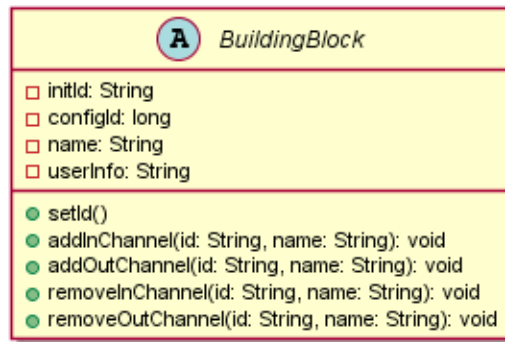 A BuildingBlock
initId: String
configId: long
name: String
userInfo: String
setId()
addInChannel(id: String, name: String): void
addOutChannel(id: String, name: String): void
removeInChannel(id: String, name: String): void
removeOutChannel(id: String, name: String): void